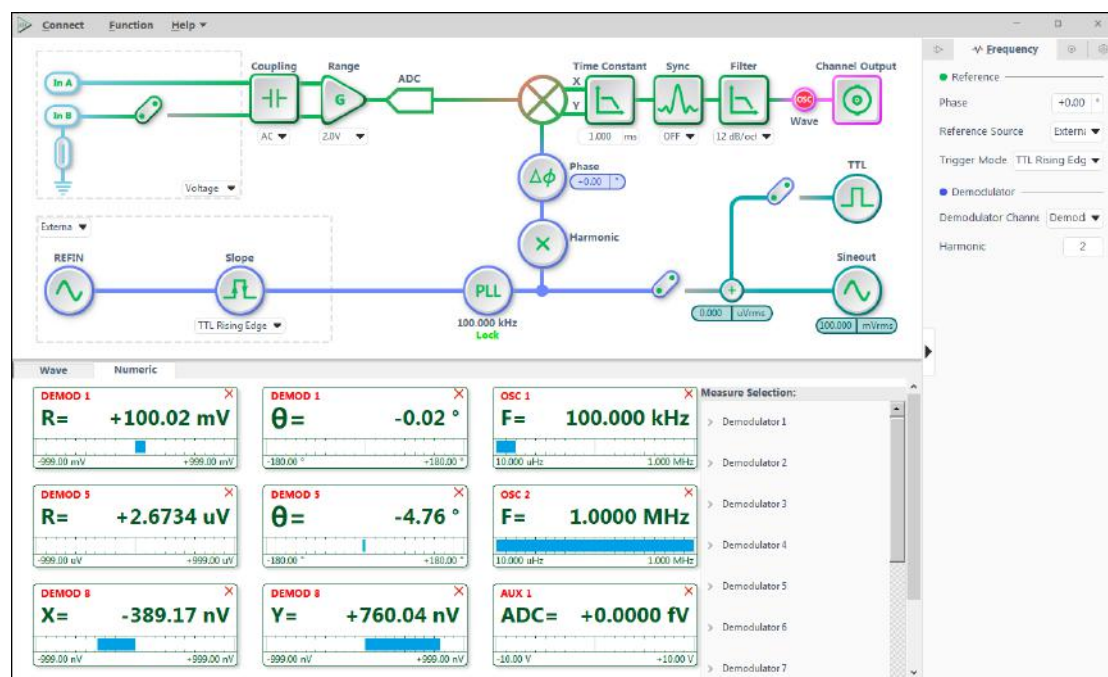 Connect Function Help
Frequency
In A
In B
Voltage
Coupling
AC
Range
G
2.0V
ADC
X
Y
Time Constant
1.000 ms
Sync
OFF
Filter
12 dB/oct
OSC
Wave
Channel Output
Δϕ
Phase
+0.00 °
Harmonic
TTL
Externa
REFIN
Slope
TTL Rising Edge
PLL
100.000 kHz
Lock
+
0.000 uVrms
Sineout
100.000 mVrms
Reference
Phase +0.00 °
Reference Source Externa
Trigger Mode TTL Rising Edg
Demodulator
Demodulator Channe Demod
Harmonic 2
Wave Numeric
DEMOD 1
R= +100.02 mV
-999.00 mV +999.00 mV
DEMOD 1
θ= -0.02 °
-180.00 ° +180.00 °
OSC 1
F= 100.000 kHz
10.000 uHz 1.000 MHz
DEMOD 5
R= +2.6734 uV
-999.00 uV +999.00 uV
DEMOD 5
θ= -4.76 °
-180.00 ° +180.00 °
OSC 2
F= 1.0000 MHz
10.000 uHz 1.000 MHz
DEMOD 8
X= -389.17 nV
-999.00 nV +999.00 nV
DEMOD 8
Y= +760.04 nV
-999.00 nV +999.00 nV
AUX 1
ADC= +0.0000 fV
-10.00 V +10.00 V
Measure Selection:
Demodulator 1
Demodulator 2
Demodulator 3
Demodulator 4
Demodulator 5
Demodulator 6
Demodulator 7